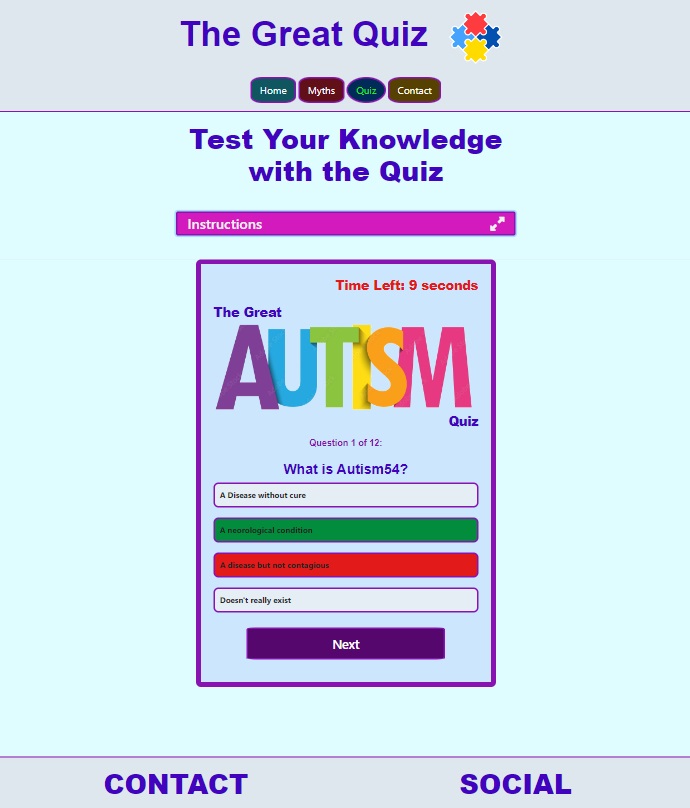 The Great Quiz
Home Myths Quiz Contact
Test Your Knowledge
with the Quiz
Instructions
Time Left: 9 seconds
The Great
AUTISM
Quiz
Question 1 of 12:
What is Autism54?
A Disease without cure
A neorological condition
A disease but not contagious
Doesn't really exist
Next
CONTACT SOCIAL